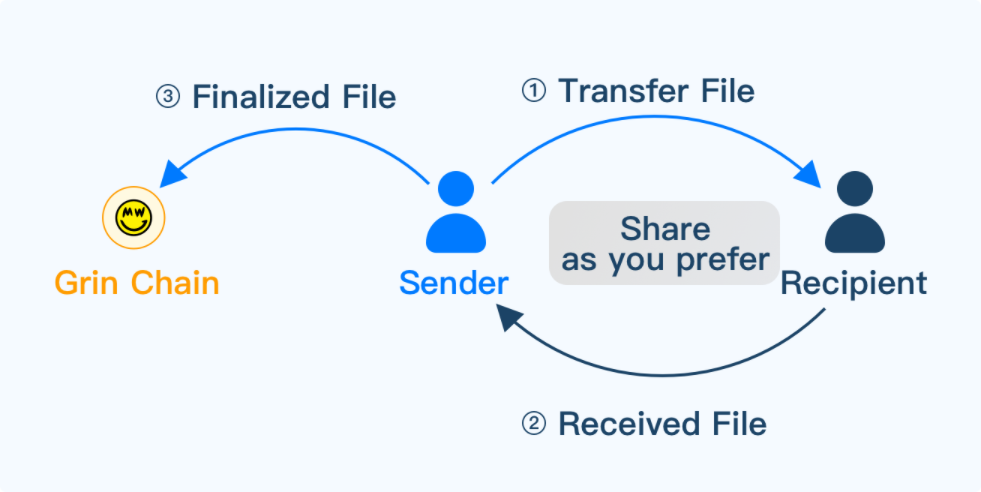 ③ Finalized File
① Transfer File
MW
Share
as you prefer
Grin Chain
Sender
Recipient
② Received File